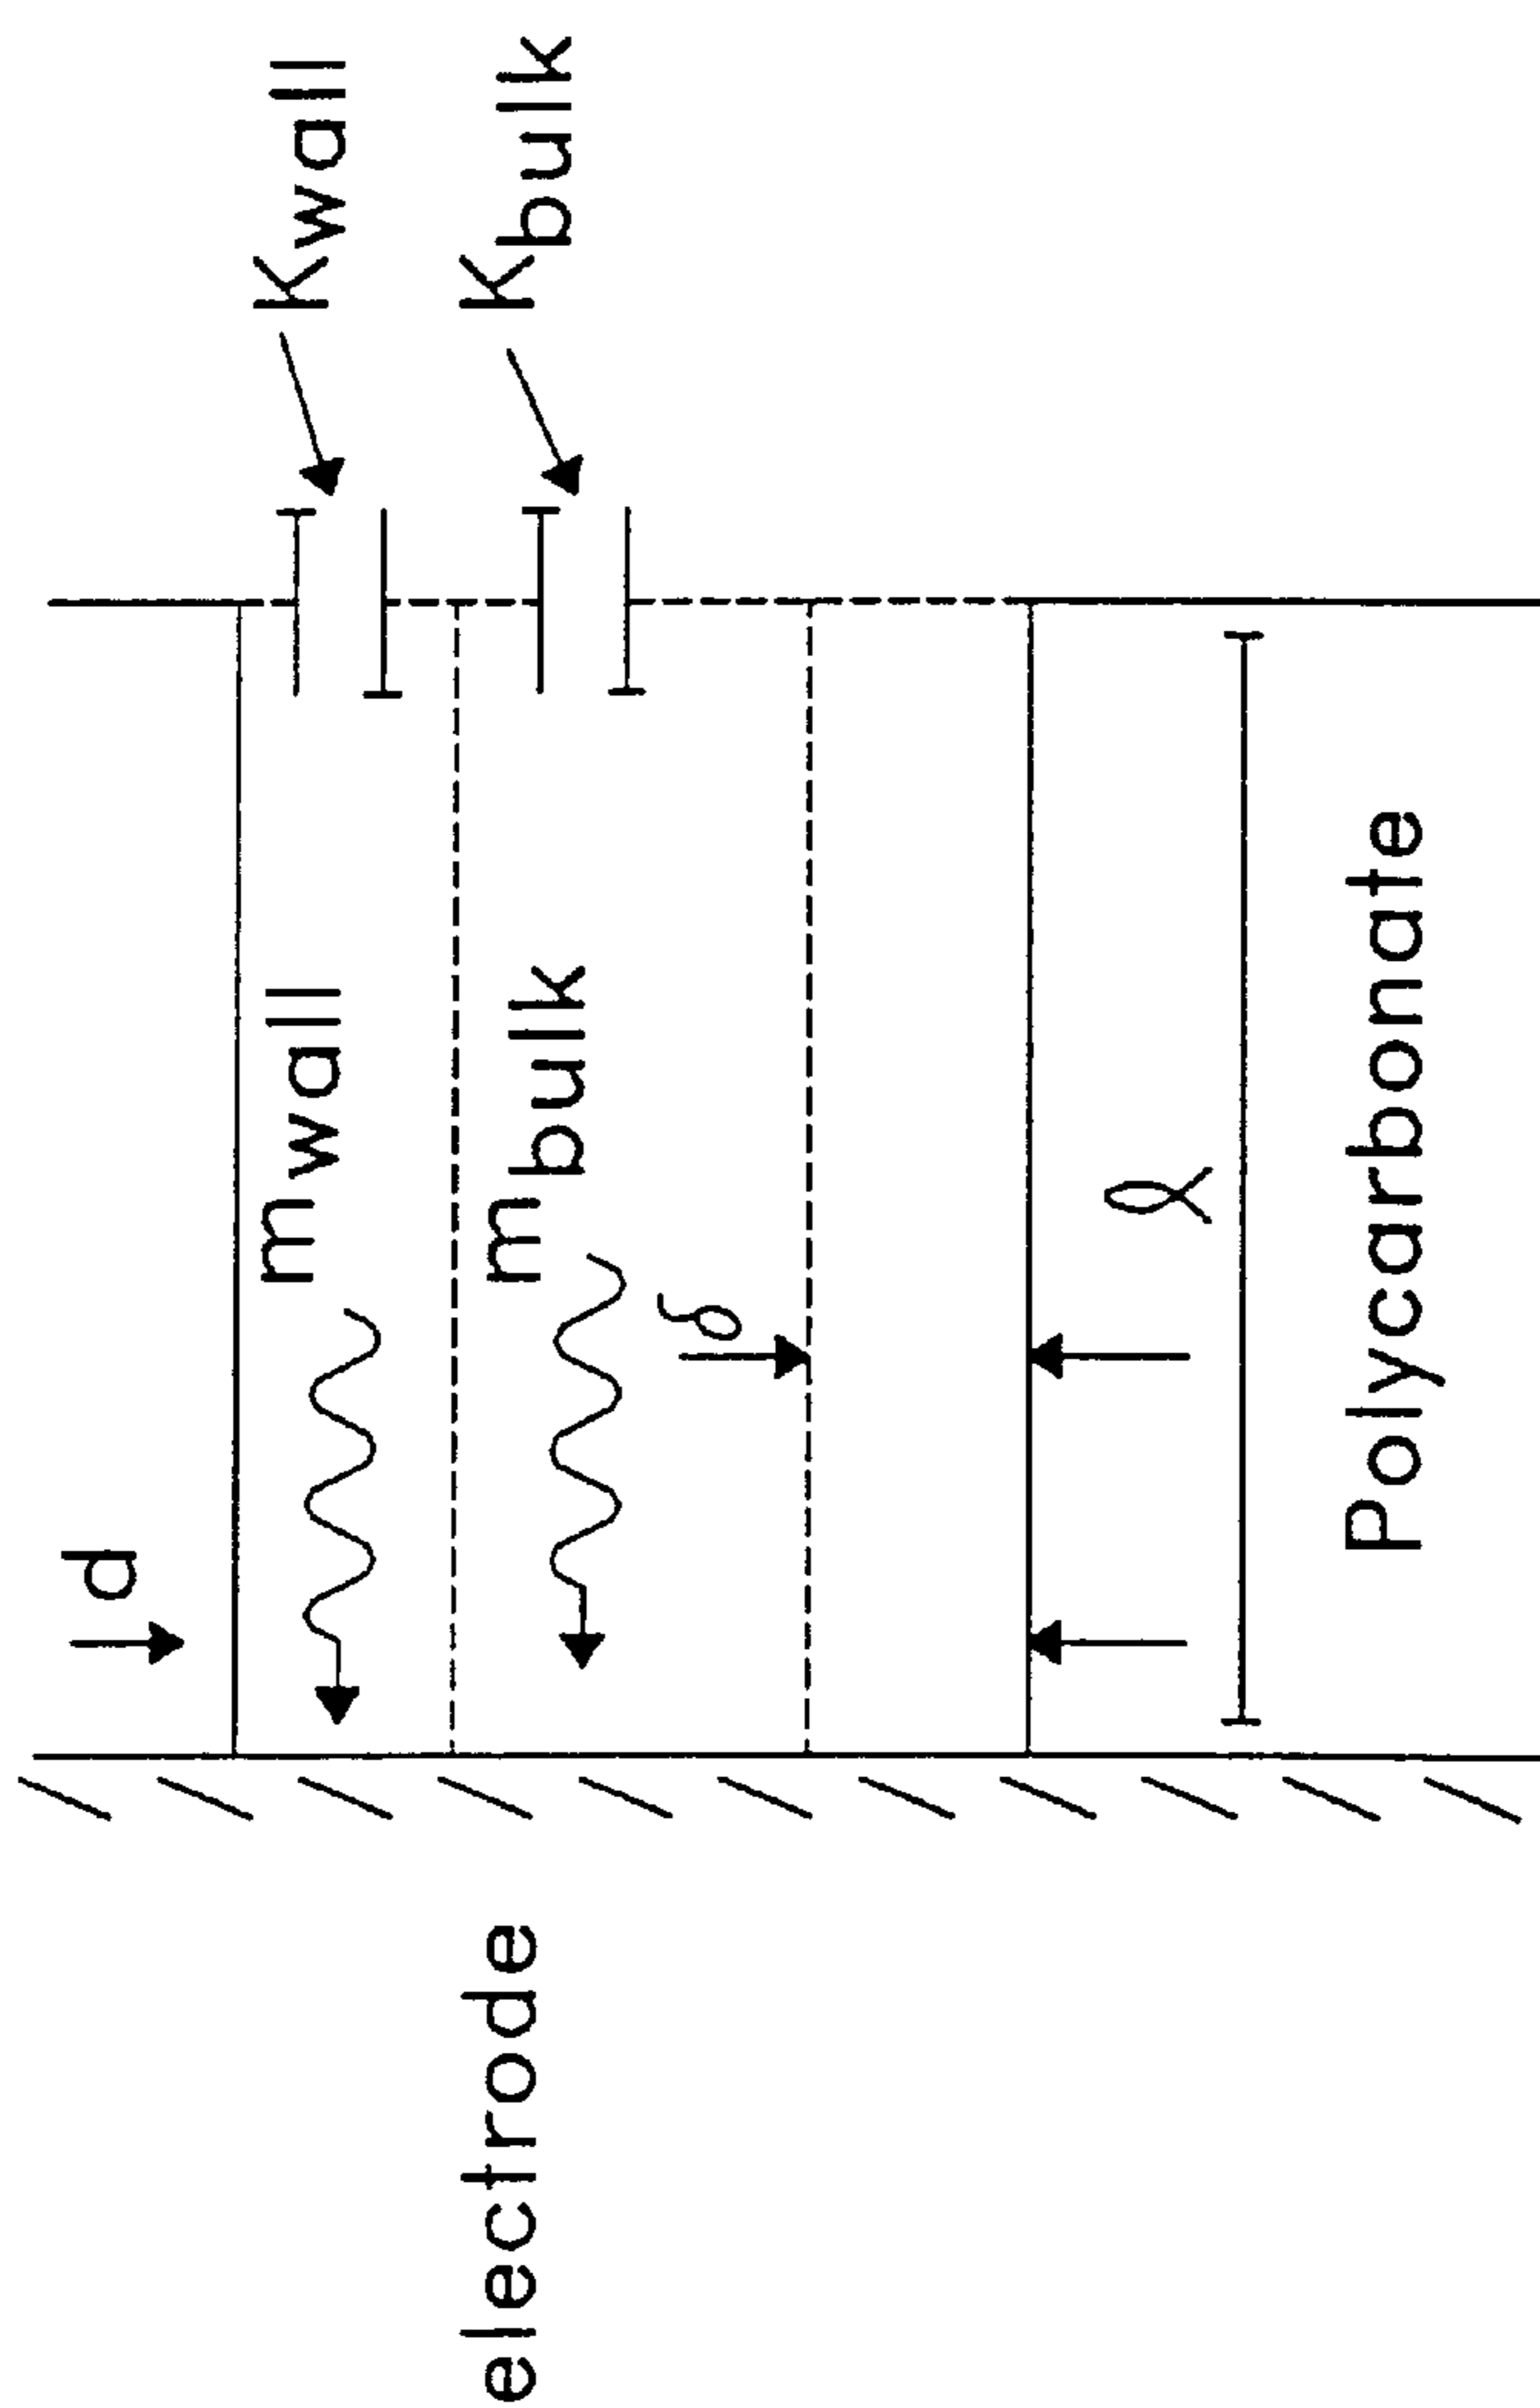 d
mwall
Kwall
electrode
mbulk
Kbulk
δ
ℓ
Polycarbonate